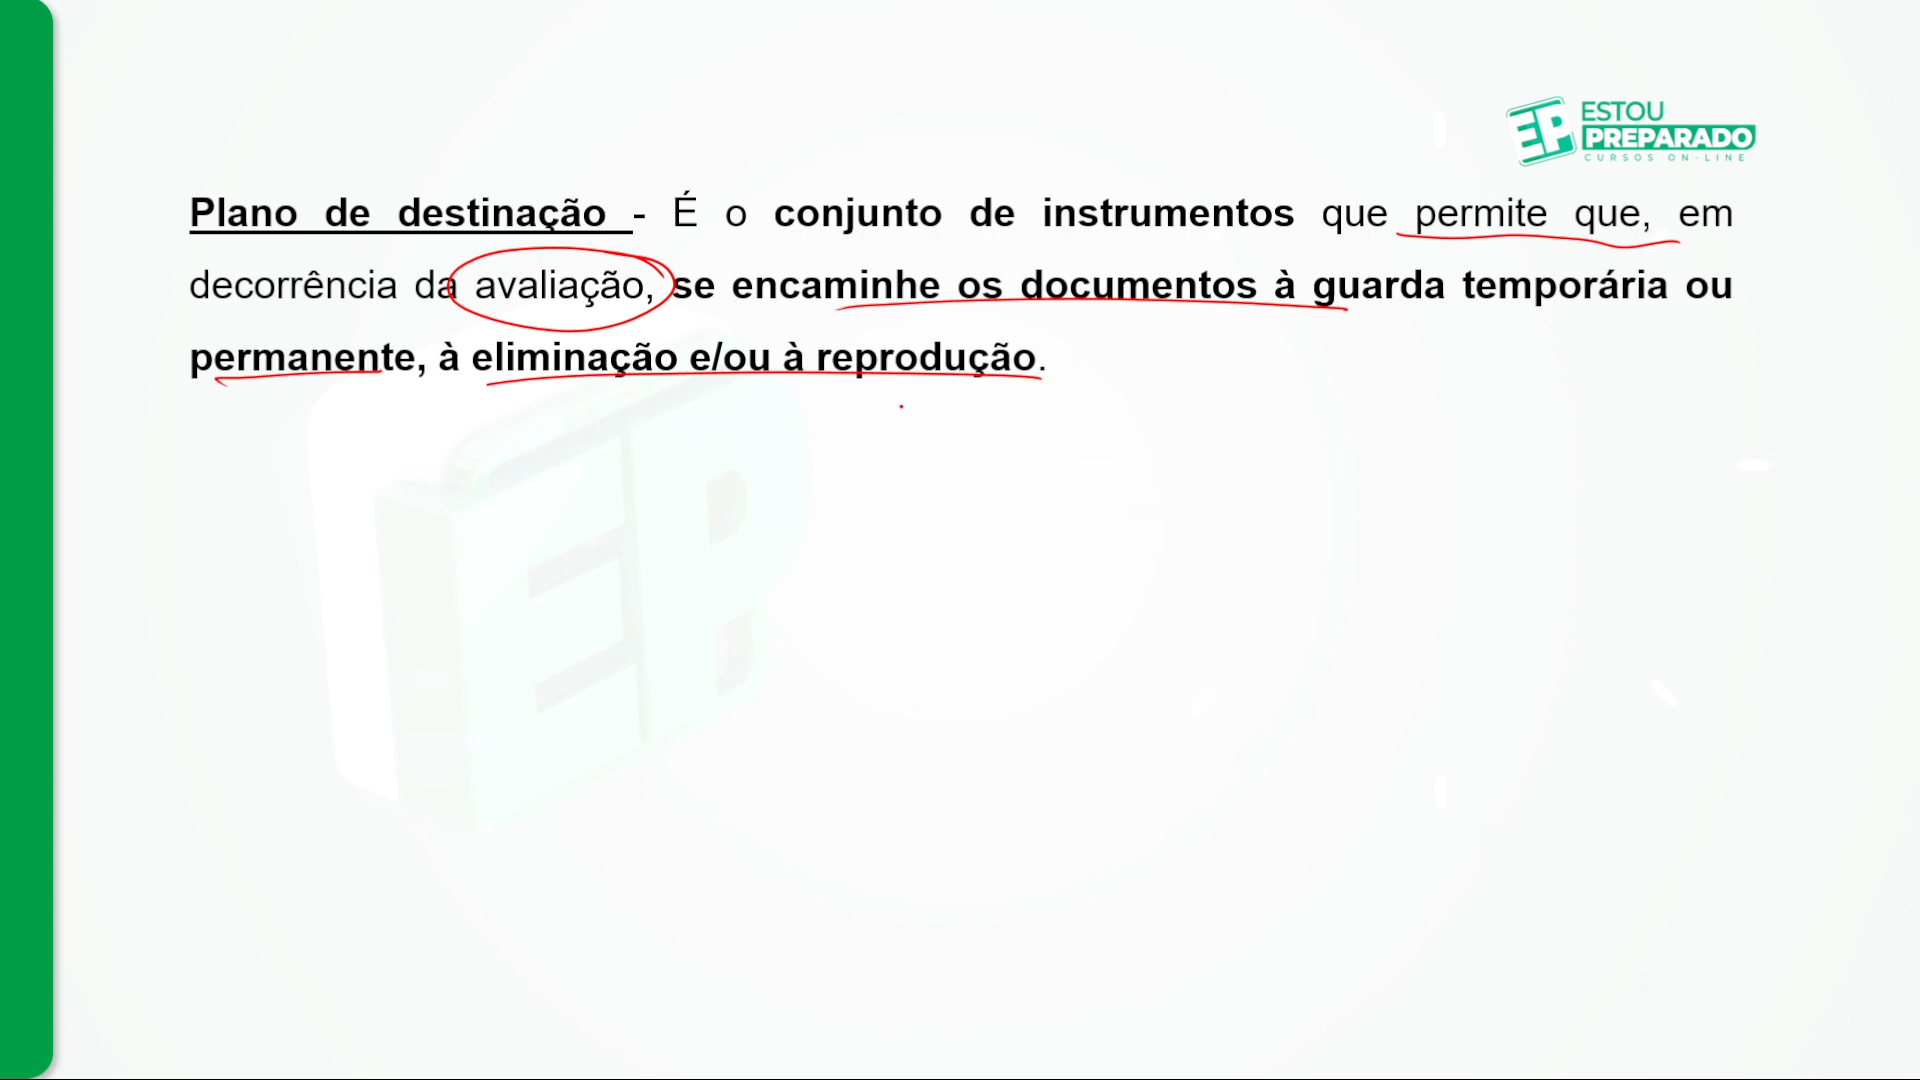 ESTOU
PREPARADO
CURSOS ON-LINE
Plano de destinação - É o conjunto de instrumentos que permite que, em
decorrência da avaliação, se encaminhe os documentos à guarda temporária ou
permanente, à eliminação e/ou à reprodução.
EP